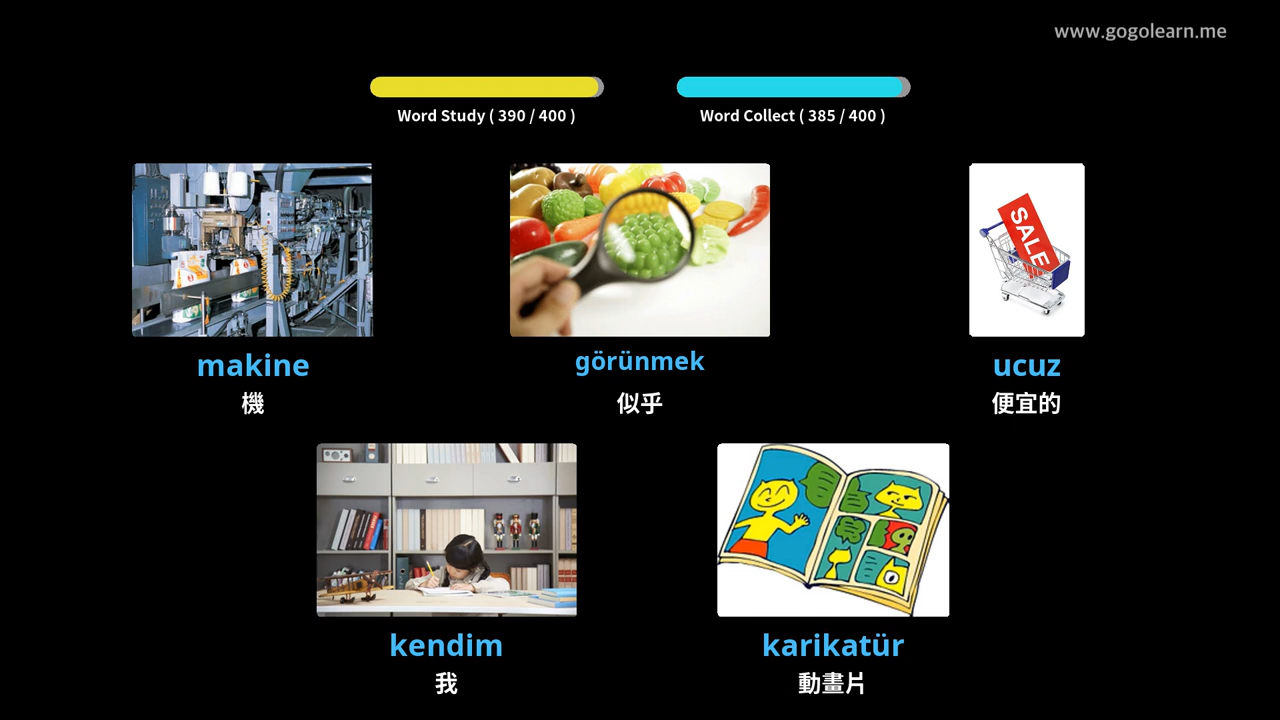 www.gogolearn.me
Word Study ( 390 / 400 )
Word Collect ( 385 / 400 )
SALE
makine
機
görünmek
似乎
ucuz
便宜的
kendim
我
karikatür
動畫片